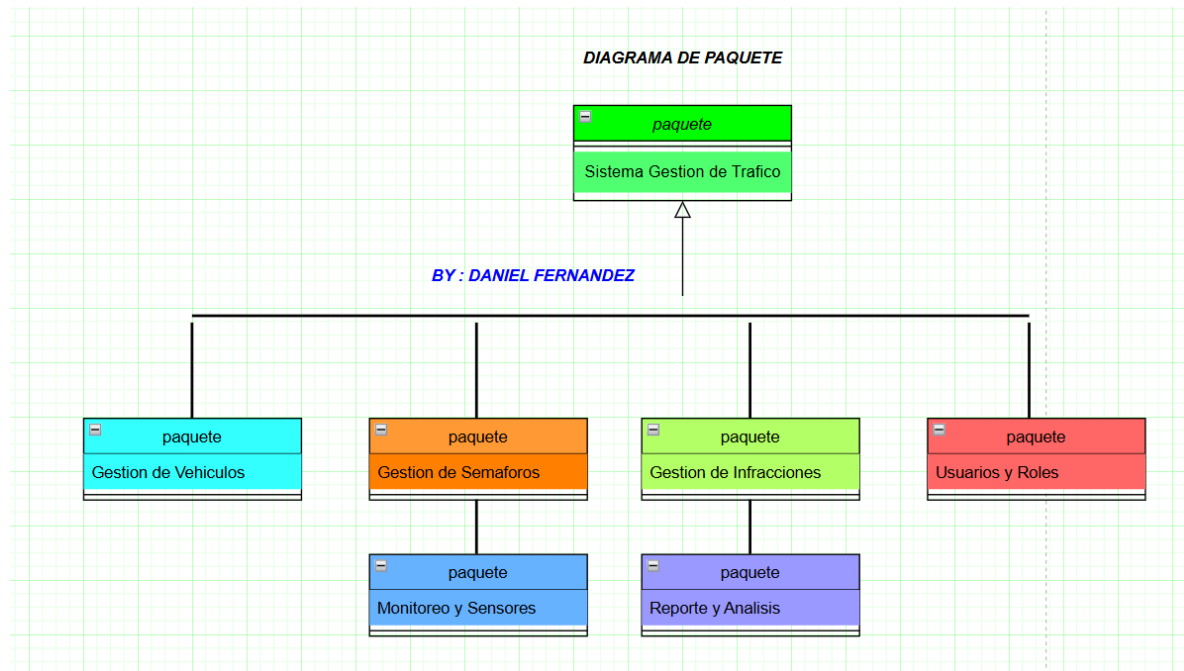 DIAGRAMA DE PAQUETE
paquete
Sistema Gestion de Trafico
BY : DANIEL FERNANDEZ
paquete
Gestion de Vehiculos
paquete
Gestion de Semaforos
paquete
Gestion de Infracciones
paquete
Usuarios y Roles
paquete
Monitoreo y Sensores
paquete
Reporte y Analisis